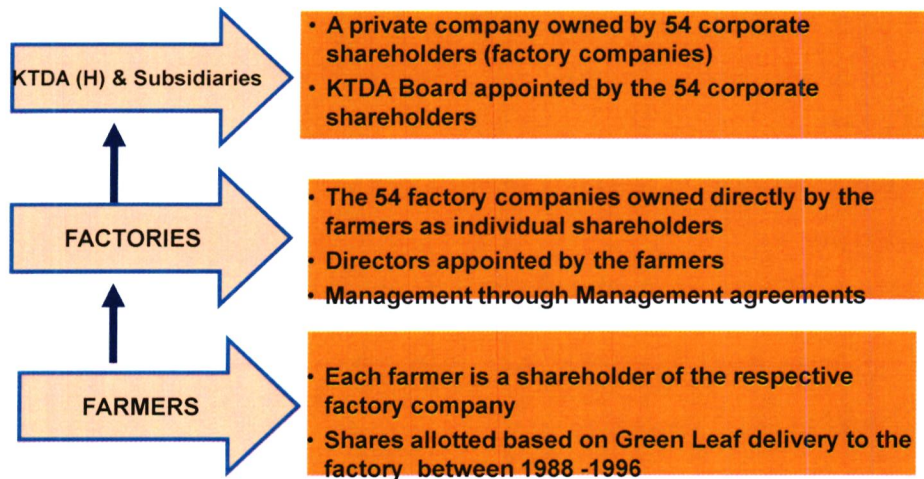 • A private company owned by 54 corporate
shareholders (factory companies)
KTDA (H) & Subsidiaries
• KTDA Board appointed by the 54 corporate
shareholders
• The 54 factory companies owned directly by the
farmers as individual shareholders
FACTORIES
• Directors appointed by the farmers
• Management through Management agreements
• Each farmer is a shareholder of the respective
factory company
FARMERS
• Shares allotted based on Green Leaf delivery to the
factory between 1988 -1996